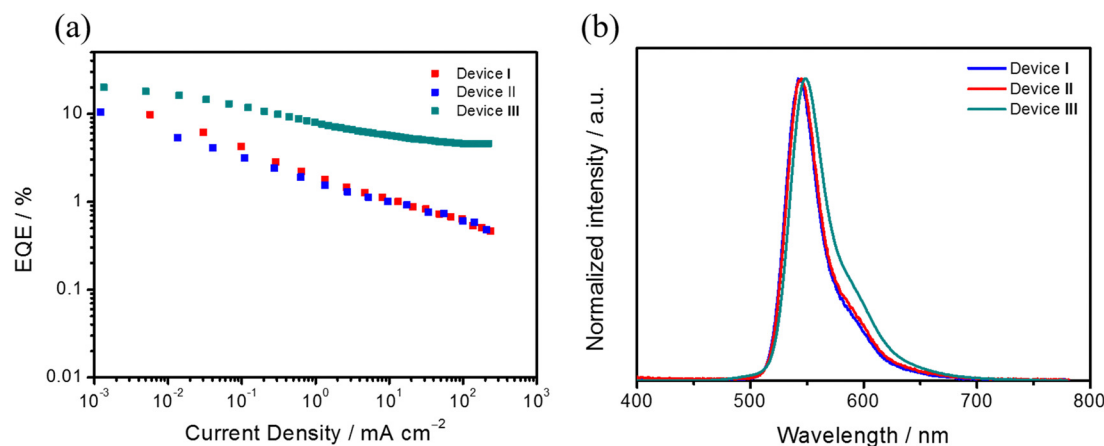 (a)
Device I
Device II
Device III
10
1
0.1
0.01
EQE / %
10⁻³ 10⁻² 10⁻¹ 10⁰ 10¹ 10² 10³
Current Density / mA cm⁻²
(b)
Device I
Device II
Device III
Normalized intensity / a.u.
400 500 600 700 800
Wavelength / nm